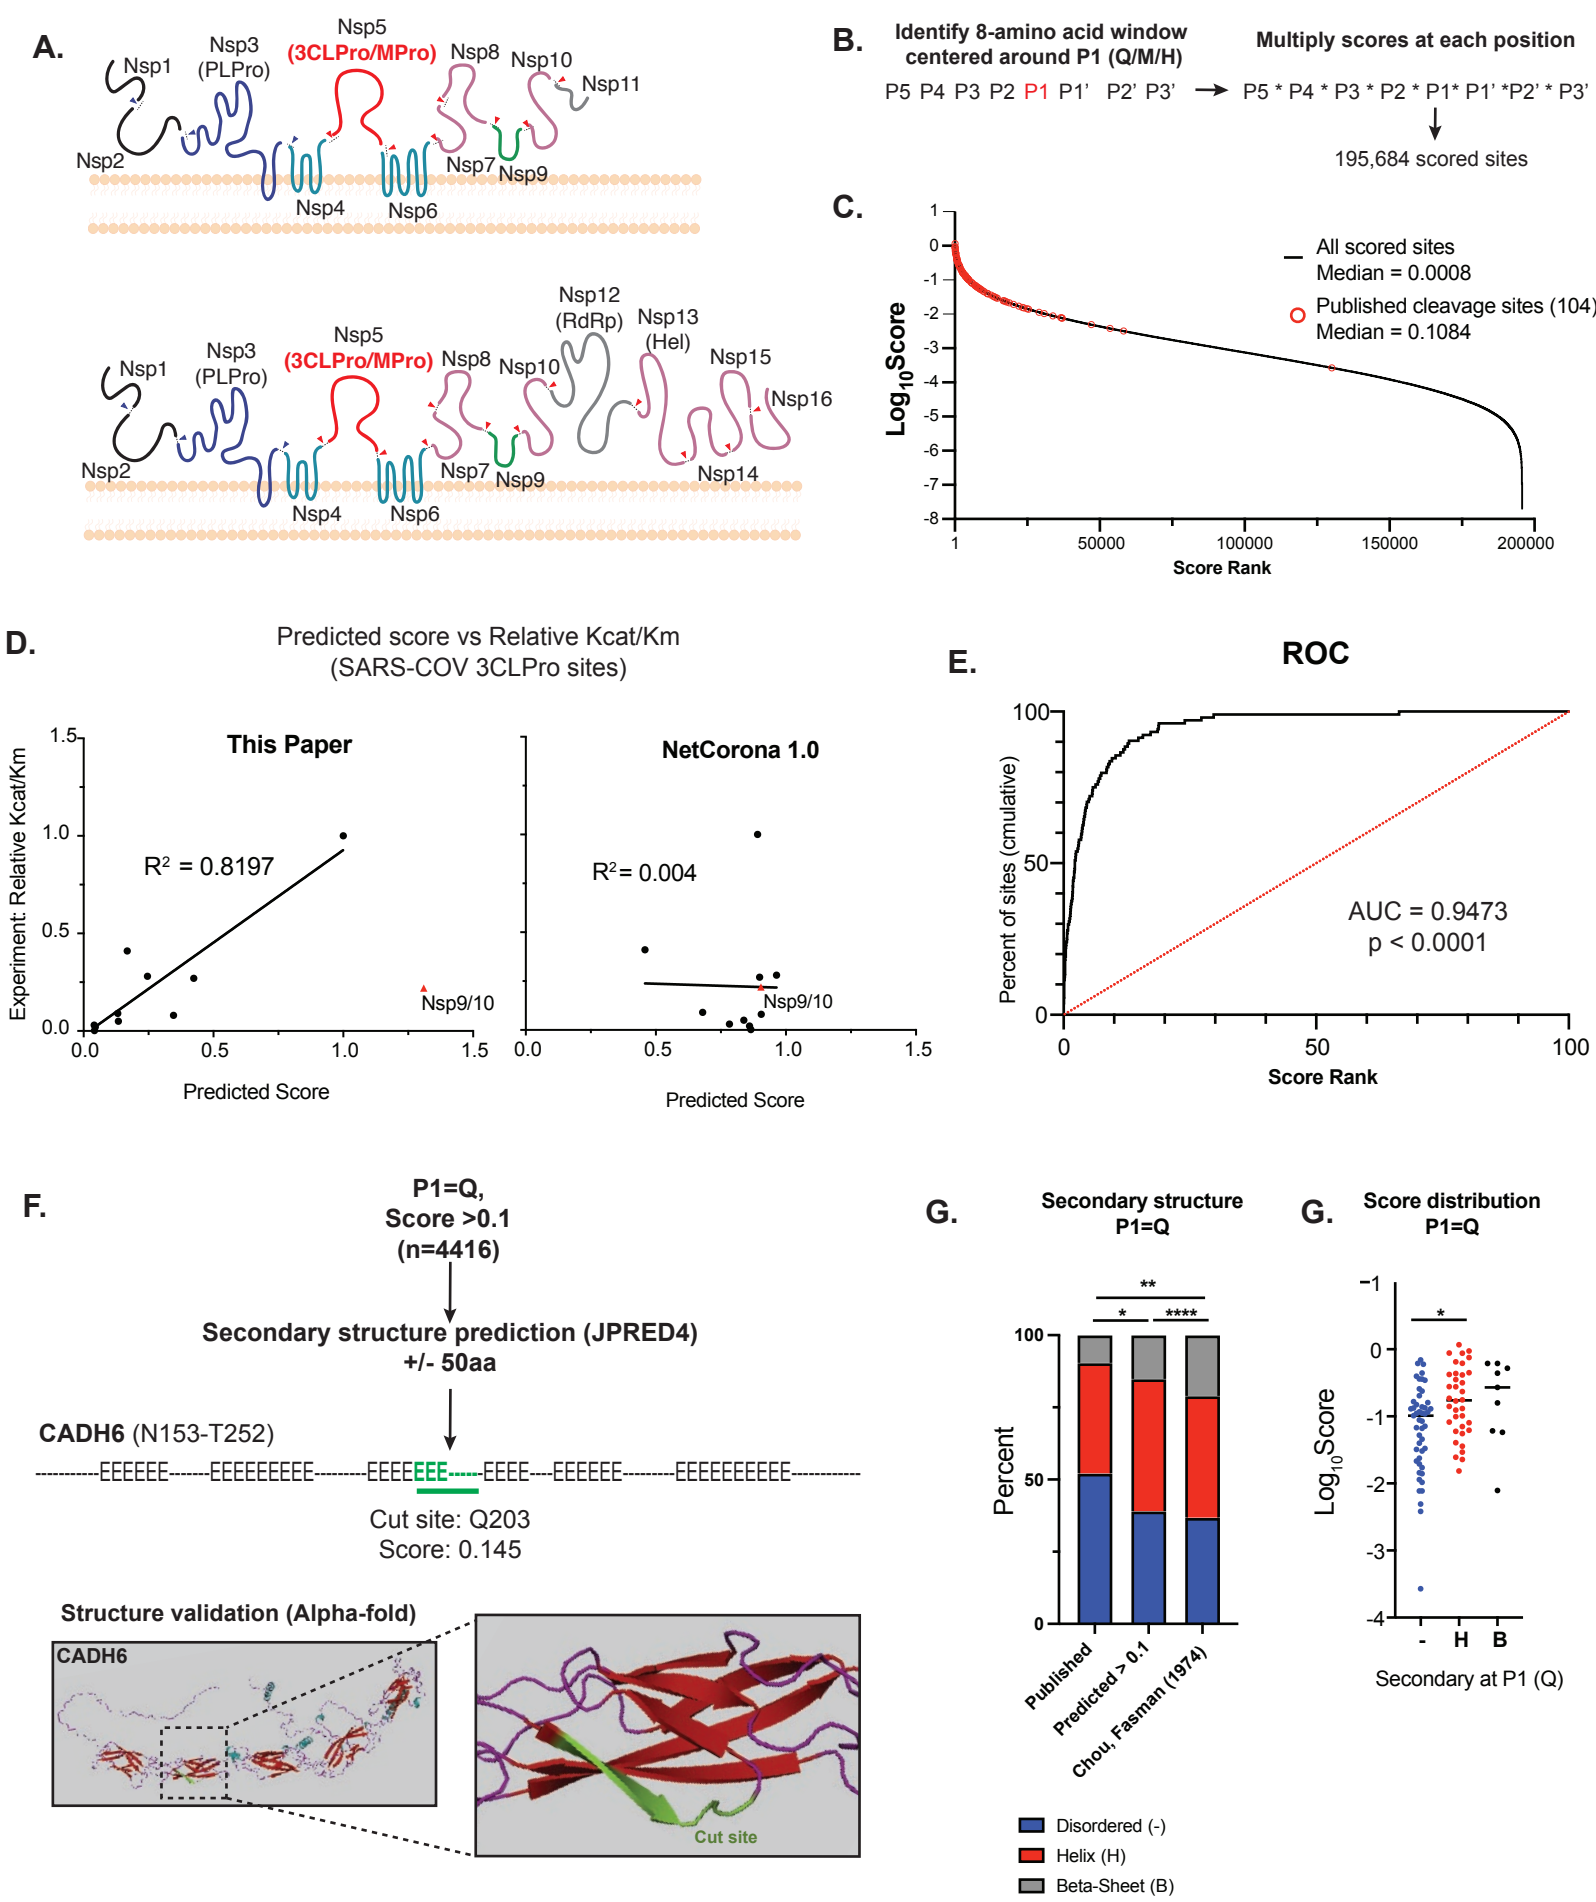 A.
Nsp1
Nsp3
(PLPro)
Nsp5
(3CLPro/MPro)
Nsp8
Nsp10
Nsp11
Nsp2
Nsp4
Nsp6
Nsp7
Nsp9
Nsp1
Nsp3
(PLPro)
Nsp5
(3CLPro/MPro)
Nsp8
Nsp10
Nsp12
(RdRp)
Nsp13
(Hel)
Nsp15
Nsp16
Nsp2
Nsp4
Nsp6
Nsp7
Nsp9
Nsp14
B.
Identify 8-amino acid window
centered around P1 (Q/M/H)
P5 P4 P3 P2 P1 P1' P2' P3'
Multiply scores at each position
P5 * P4 * P3 * P2 * P1* P1' *P2' * P3'
195,684 scored sites
C.
Log10Score
1
0
-1
-2
-3
-4
-5
-6
-7
-8
1
50000
100000
150000
200000
Score Rank
All scored sites
Median = 0.0008
Published cleavage sites (104)
Median = 0.1084
D.
Predicted score vs Relative Kcat/Km
(SARS-COV 3CLPro sites)
Experiment: Relative Kcat/Km
This Paper
1.5
1.0
0.5
0.0
R² = 0.8197
Nsp9/10
0.0
0.5
1.0
1.5
Predicted Score
NetCorona 1.0
R²= 0.004
Nsp9/10
0.0
0.5
1.0
1.5
Predicted Score
E.
ROC
Percent of sites (cmulative)
100
50
0
AUC = 0.9473
p < 0.0001
0
50
100
Score Rank
F.
P1=Q,
Score >0.1
(n=4416)
Secondary structure prediction (JPRED4)
+/- 50aa
CADH6 (N153-T252)
---------EEEEEE------EEEEEEEEE--------EEEEEEE-----EEEE---EEEEEE--------EEEEEEEEEE----------
Cut site: Q203
Score: 0.145
Structure validation (Alpha-fold)
CADH6
Cut site
G.
Secondary structure
P1=Q
Percent
100
50
0
**
*
****
Published
Predicted > 0.1
Chou, Fasman (1974)
Disordered (-)
Helix (H)
Beta-Sheet (B)
G.
Score distribution
P1=Q
Log10Score
−1
0
-1
-2
-3
-4
*
-
H
B
Secondary at P1 (Q)